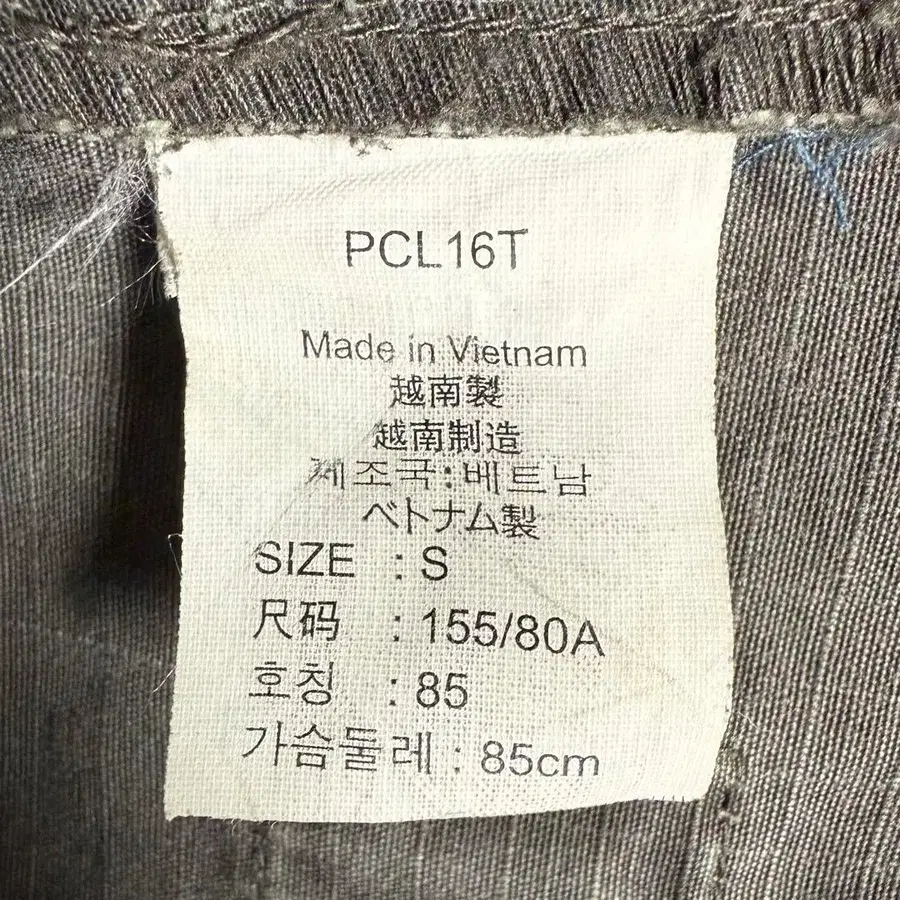 PCL16T
Made in Vietnam
越南製
越南制造
제조국:베트남
ベトナム製
SIZE : S
尺码 : 155/80A
호칭 : 85
가슴둘레 : 85cm